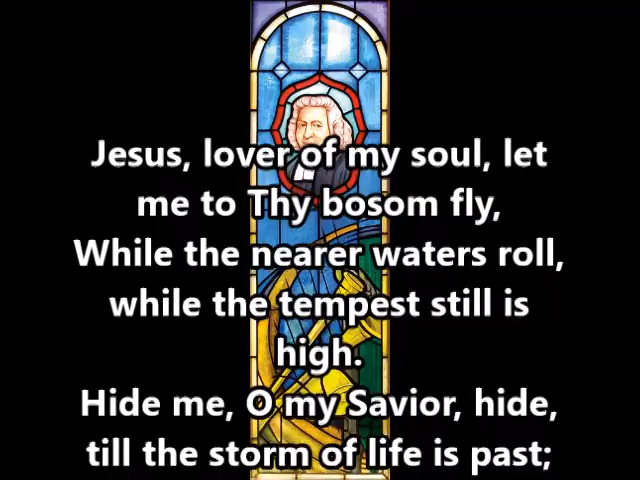 Jesus, lover of my soul, let
me to Thy bosom fly,
While the nearer waters roll,
while the tempest still is
high.
Hide me, O my Savior, hide,
till the storm of life is past;